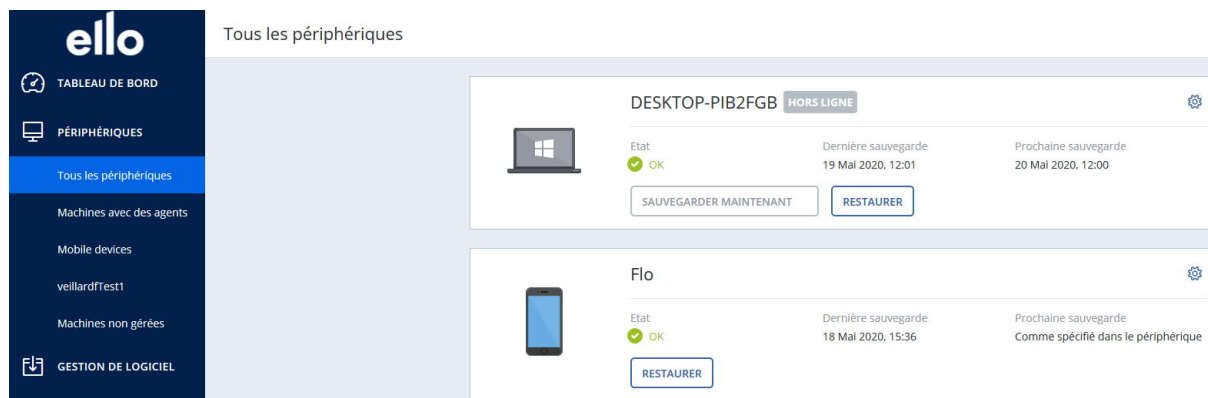 ello
TABLEAU DE BORD
PÉRIPHÉRIQUES
Tous les périphériques
Machines avec des agents
Mobile devices
veillardfTest1
Machines non gérées
GESTION DE LOGICIEL
Tous les périphériques
DESKTOP-PIB2FGB HORS LIGNE
Etat Dernière sauvegarde Prochaine sauvegarde
OK 19 Mai 2020, 12:01 20 Mai 2020, 12:00
SAUVEGARDER MAINTENANT RESTAURER
Flo
Etat Dernière sauvegarde Prochaine sauvegarde
OK 18 Mai 2020, 15:36 Comme spécifié dans le périphérique
RESTAURER